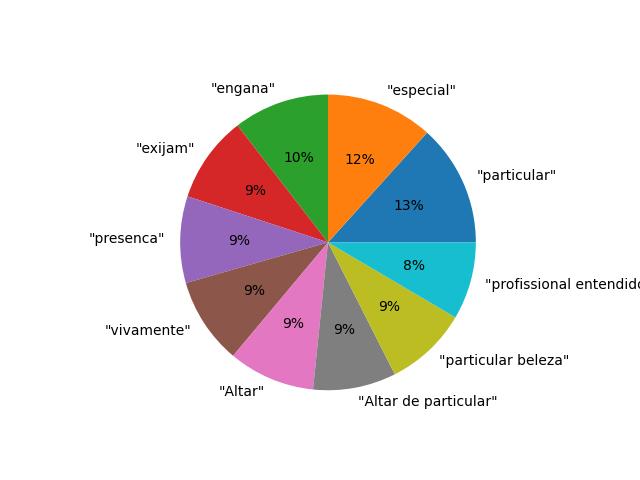 "engana"
"especial"
"exijam"
"particular"
10%
12%
9%
13%
"presenca"
9%
8%
"profissional entendido
9%
9%
"vivamente"
9%
9%
"particular beleza"
"Altar"
"Altar de particular"